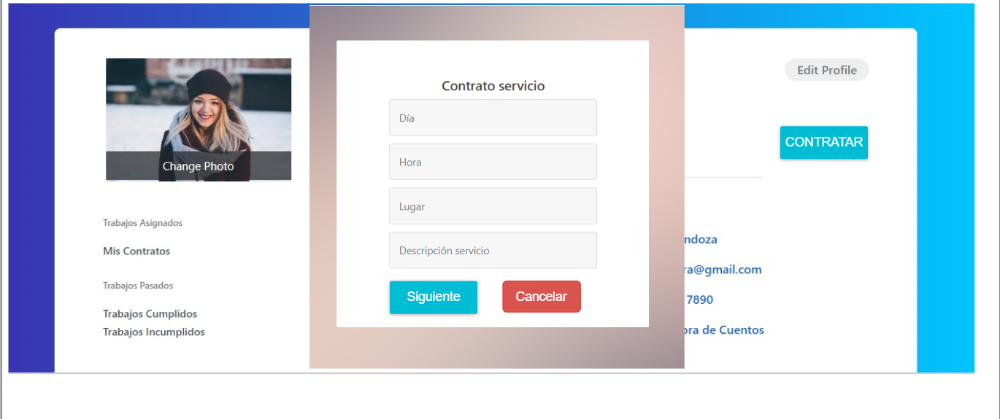 Change Photo
Trabajos Asignados
Mis Contratos
Trabajos Pasados
Trabajos Cumplidos
Trabajos Incumplidos
Contrato servicio
Día
Hora
Lugar
Descripción servicio
Siguiente
Cancelar
Edit Profile
CONTRATAR
ndoza
ra@gmail.com
7890
ora de Cuentos